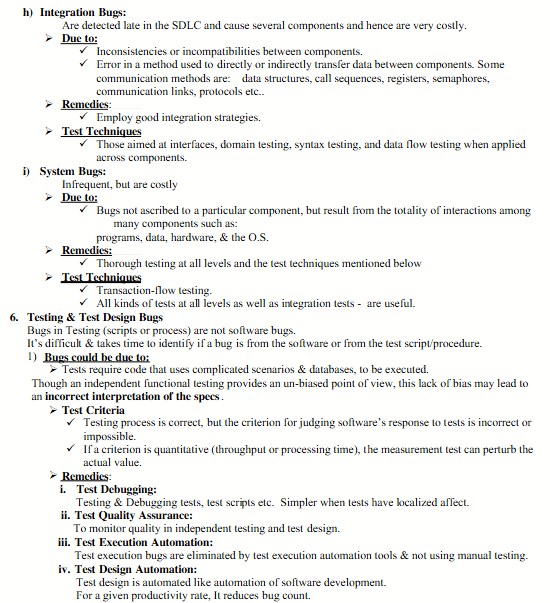 h) Integration Bugs:
Are detected late in the SDLC and cause several components and hence are very costly.
➢ Due to:
✓ Inconsistencies or incompatibilities between components.
✓ Error in a method used to directly or indirectly transfer data between components. Some
communication methods are: data structures, call sequences, registers, semaphores,
communication links, protocols etc..
➢ Remedies:
✓ Employ good integration strategies.
➢ Test Techniques
✓ Those aimed at interfaces, domain testing, syntax testing, and data flow testing when applied
across components.
i) System Bugs:
Infrequent, but are costly
➢ Due to:
✓ Bugs not ascribed to a particular component, but result from the totality of interactions among
many components such as:
programs, data, hardware, & the O.S.
➢ Remedies:
✓ Thorough testing at all levels and the test techniques mentioned below
➢ Test Techniques
✓ Transaction-flow testing.
✓ All kinds of tests at all levels as well as integration tests - are useful.
6. Testing & Test Design Bugs
Bugs in Testing (scripts or process) are not software bugs.
It's difficult & takes time to identify if a bug is from the software or from the test script/procedure.
1) Bugs could be due to:
➢ Tests require code that uses complicated scenarios & databases, to be executed.
Though an independent functional testing provides an un-biased point of view, this lack of bias may lead to
an incorrect interpretation of the specs.
➢ Test Criteria
✓ Testing process is correct, but the criterion for judging software's response to tests is incorrect or
impossible.
✓ If a criterion is quantitative (throughput or processing time), the measurement test can perturb the
actual value.
➢ Remedies:
i. Test Debugging:
Testing & Debugging tests, test scripts etc. Simpler when tests have localized affect.
ii. Test Quality Assurance:
To monitor quality in independent testing and test design.
iii. Test Execution Automation:
Test execution bugs are eliminated by test execution automation tools & not using manual testing.
iv. Test Design Automation:
Test design is automated like automation of software development.
For a given productivity rate, It reduces bug count.